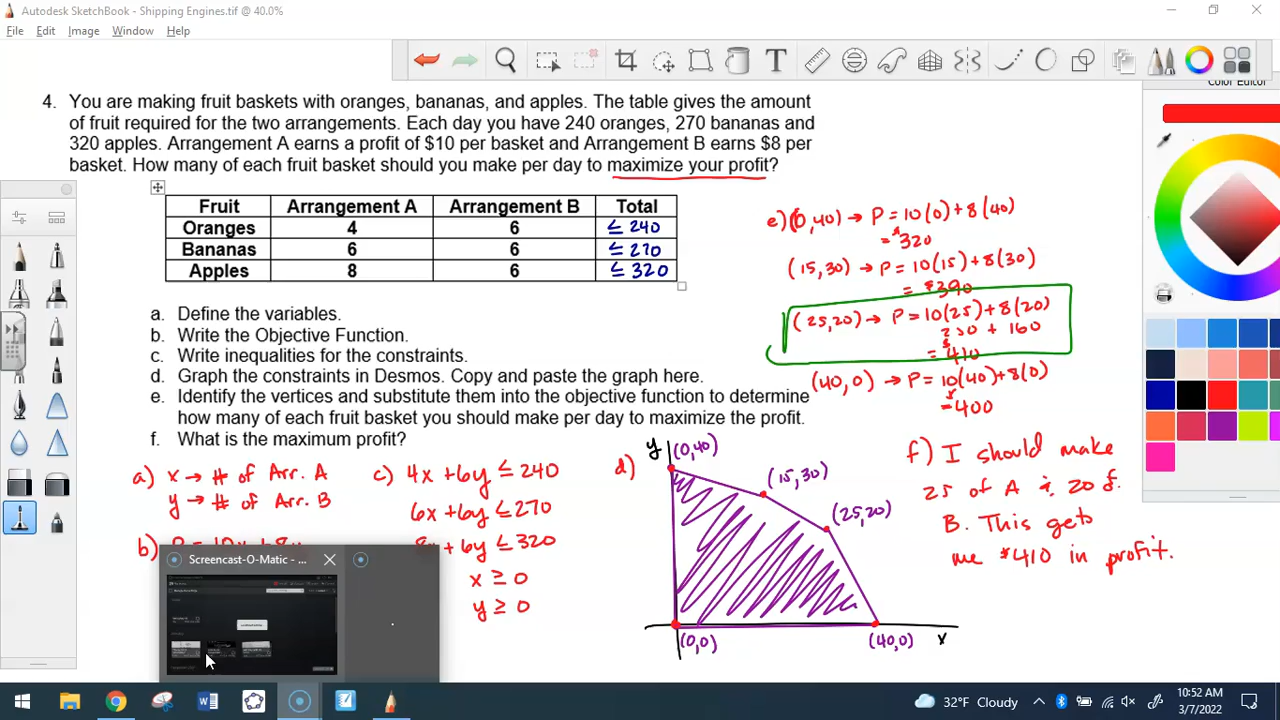 Autodesk SketchBook - Shipping Engines.tif @ 40.0%
File Edit Image Window Help
T
Color Editor
4. You are making fruit baskets with oranges, bananas, and apples. The table gives the amount
of fruit required for the two arrangements. Each day you have 240 oranges, 270 bananas and
320 apples. Arrangement A earns a profit of $10 per basket and Arrangement B earns $8 per
basket. How many of each fruit basket should you make per day to maximize your profit?
Fruit Arrangement A Arrangement B Total
Oranges 4 6 ≤ 240
Bananas 6 6 ≤ 270
Apples 8 6 ≤ 320
a. Define the variables.
b. Write the Objective Function.
c. Write inequalities for the constraints.
d. Graph the constraints in Desmos. Copy and paste the graph here.
e. Identify the vertices and substitute them into the objective function to determine
how many of each fruit basket you should make per day to maximize the profit.
f. What is the maximum profit?
e) (0,40) → P = 10(0)+8(40)
= $320
(15,30) → P = 10(15)+8(30)
= $390
(25,20) → P = 10(25)+8(20)
250 + 160
= $410
(40,0) → P = 10(40)+8(0)
= $400
a) x → # of Arr. A
y → # of Arr. B
b) P = 10x + 8y
c) 4x + 6y ≤ 240
6x + 6y ≤ 270
8x + 6y ≤ 320
x ≥ 0
y ≥ 0
d) y (0,40)
(15,30)
(25,20)
(0,0) (40,0) x
f) I should make
25 of A & 20 of
B. This gets
me $410 in profit.
Screencast-O-Matic - ...
32°F Cloudy
10:52 AM
3/7/2022